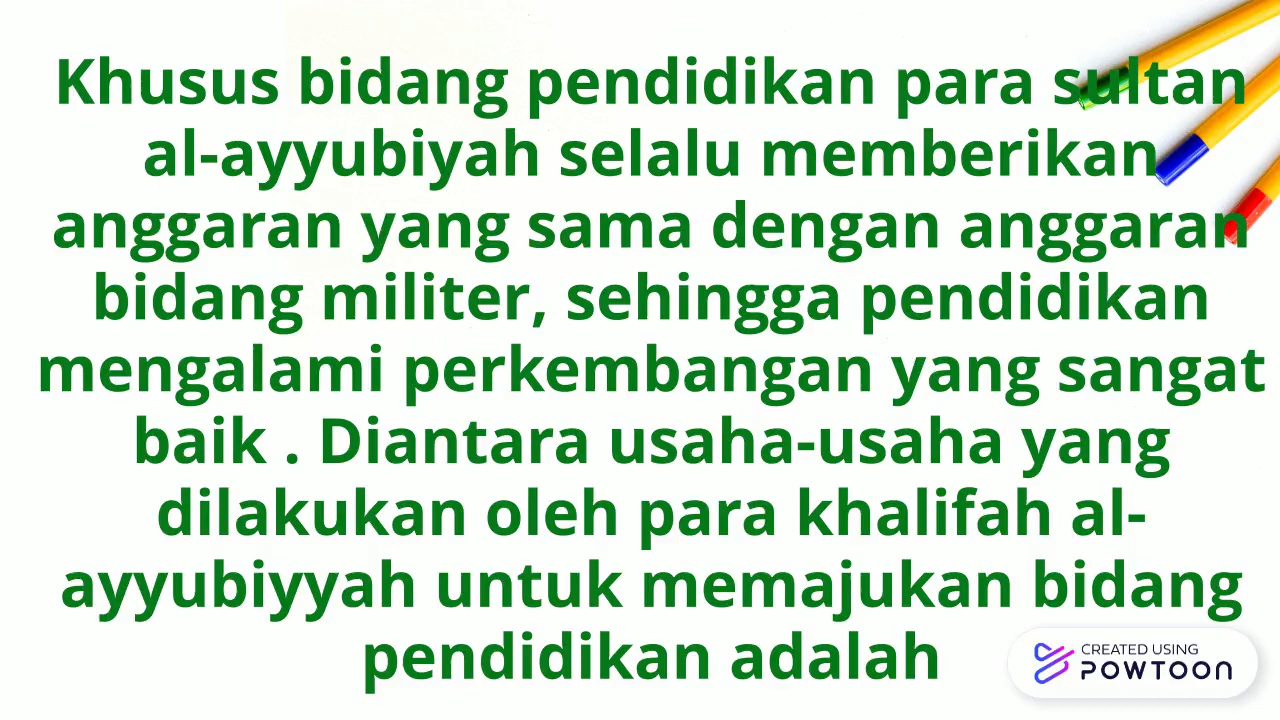 Khusus bidang pendidikan para sultan
al-ayyubiyah selalu memberikan
anggaran yang sama dengan anggaran
bidang militer, sehingga pendidikan
mengalami perkembangan yang sangat
baik . Diantara usaha-usaha yang
dilakukan oleh para khalifah al-
ayyubiyyah untuk memajukan bidang
pendidikan adalah
CREATED USING
POWTOON